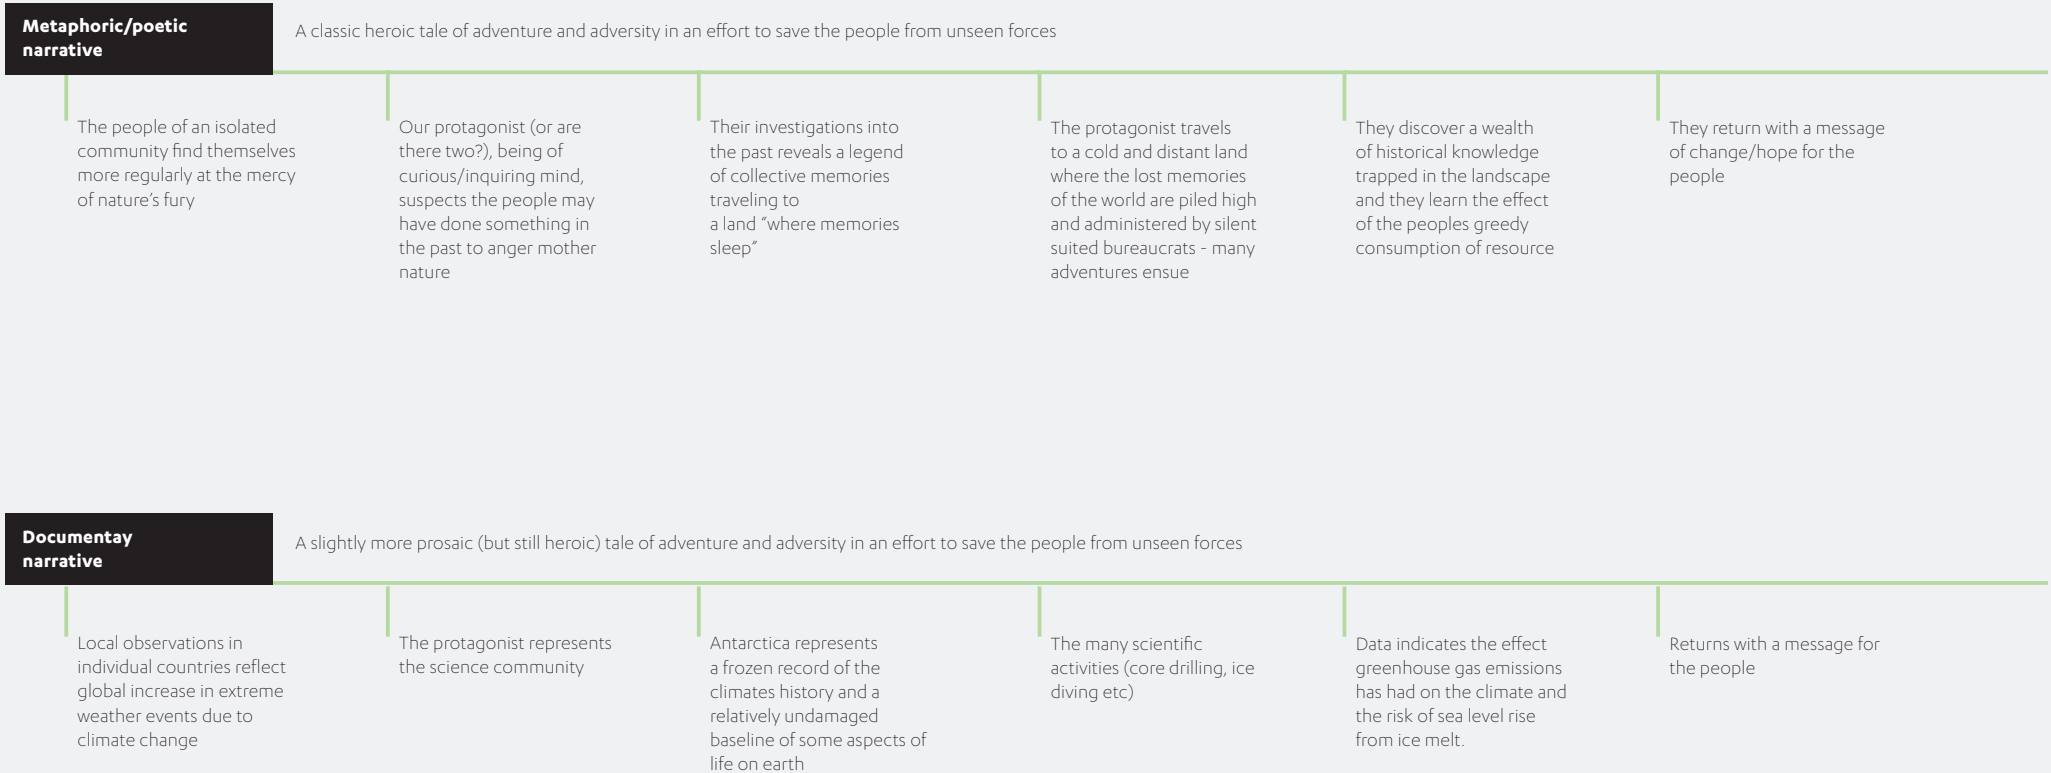 Metaphoric/poetic
narrative
A classic heroic tale of adventure and adversity in an effort to save the people from unseen forces
The people of an isolated
community find themselves
more regularly at the mercy
of nature's fury
Our protagonist (or are
there two?), being of
curious/inquiring mind,
suspects the people may
have done something in
the past to anger mother
nature
Their investigations into
the past reveals a legend
of collective memories
traveling to
a land “where memories
sleep”
The protagonist travels
to a cold and distant land
where the lost memories
of the world are piled high
and administered by silent
suited bureaucrats - many
adventures ensue
They discover a wealth
of historical knowledge
trapped in the landscape
and they learn the effect
of the peoples greedy
consumption of resource
They return with a message
of change/hope for the
people
Documentay
narrative
A slightly more prosaic (but still heroic) tale of adventure and adversity in an effort to save the people from unseen forces
Local observations in
individual countries reflect
global increase in extreme
weather events due to
climate change
The protagonist represents
the science community
Antarctica represents
a frozen record of the
climates history and a
relatively undamaged
baseline of some aspects of
life on earth
The many scientific
activities (core drilling, ice
diving etc)
Data indicates the effect
greenhouse gas emissions
has had on the climate and
the risk of sea level rise
from ice melt.
Returns with a message for
the people